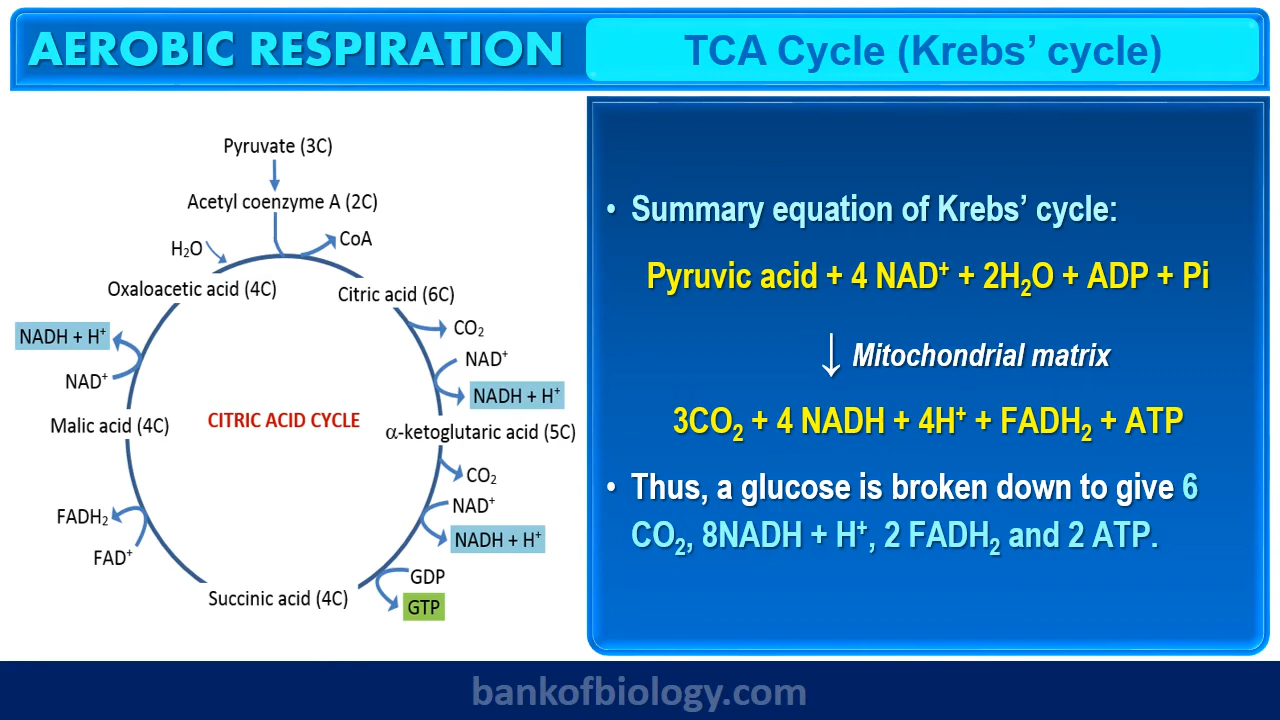 AEROBIC RESPIRATION
TCA Cycle (Krebs’ cycle)
Pyruvate (3C)
Acetyl coenzyme A (2C)
CoA
H₂O
Oxaloacetic acid (4C)
Citric acid (6C)
CO₂
NADH + H⁺
NAD⁺
NAD⁺
NADH + H⁺
CITRIC ACID CYCLE
Malic acid (4C)
α-ketoglutaric acid (5C)
CO₂
NAD⁺
FADH₂
NADH + H⁺
FAD⁺
GDP
Succinic acid (4C)
GTP
• Summary equation of Krebs’ cycle:
Pyruvic acid + 4 NAD⁺ + 2H₂O + ADP + Pi
↓ Mitochondrial matrix
3CO₂ + 4 NADH + 4H⁺ + FADH₂ + ATP
• Thus, a glucose is broken down to give 6
CO₂, 8NADH + H⁺, 2 FADH₂ and 2 ATP.
bankofbiology.com